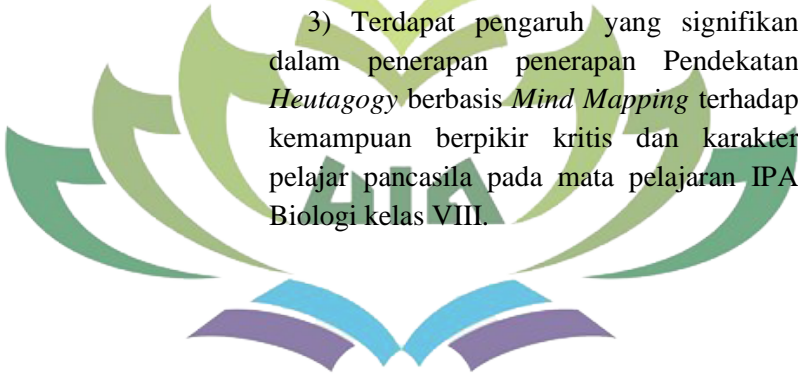 3) Terdapat pengaruh yang signifikan
dalam penerapan penerapan Pendekatan
Heutagogy berbasis Mind Mapping terhadap
kemampuan berpikir kritis dan karakter
pelajar pancasila pada mata pelajaran IPA
Biologi kelas VIII.